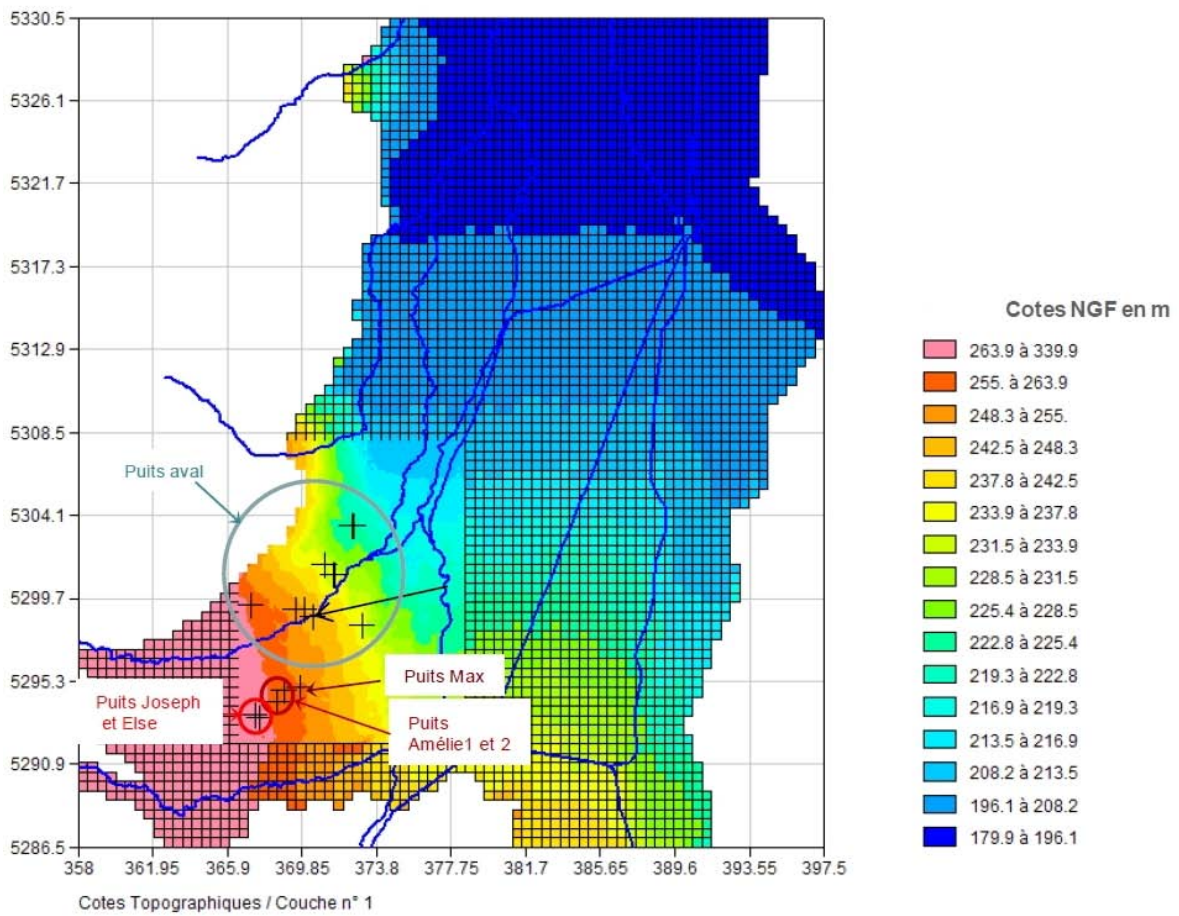 5330.5
5326.1
5321.7
5317.3
5312.9
5308.5
5304.1
5299.7
5295.3
5290.9
5286.5
358
361.95
365.9
369.85
373.8
377.75
381.7
385.65
389.6
393.55
397.5
Puits aval
Puits Joseph
et Else
Puits Max
Puits
Amélie1 et 2
Cotes NGF en m
263.9 à 339.9
255. à 263.9
248.3 à 255.
242.5 à 248.3
237.8 à 242.5
233.9 à 237.8
231.5 à 233.9
228.5 à 231.5
225.4 à 228.5
222.8 à 225.4
219.3 à 222.8
216.9 à 219.3
213.5 à 216.9
208.2 à 213.5
196.1 à 208.2
179.9 à 196.1
Cotes Topographiques / Couche n° 1